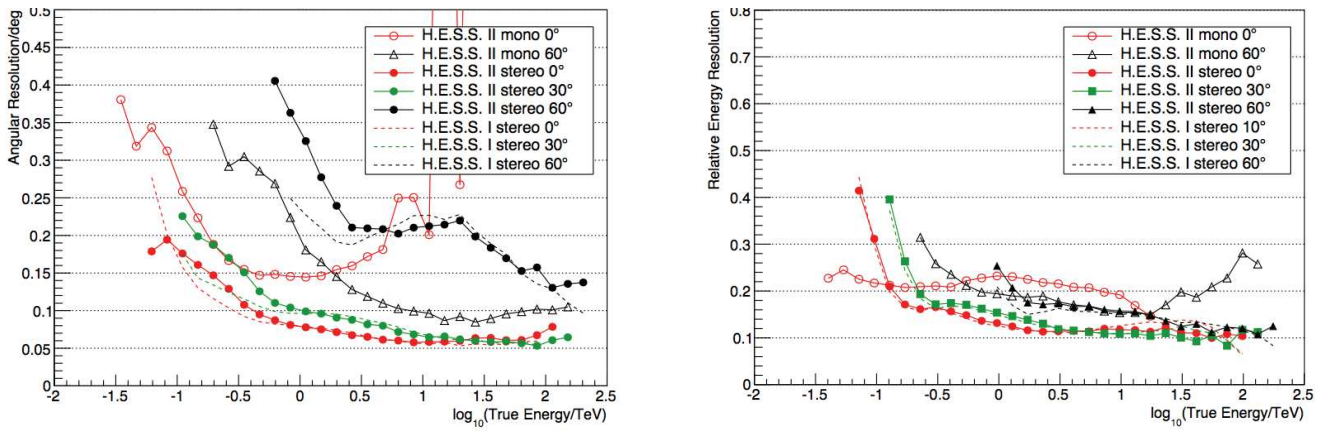 Angular Resolution/deg
0.5
0.45
0.4
0.35
0.3
0.25
0.2
0.15
0.1
0.05
0
H.E.S.S. II mono 0°
H.E.S.S. II mono 60°
H.E.S.S. II stereo 0°
H.E.S.S. II stereo 30°
H.E.S.S. II stereo 60°
H.E.S.S. I stereo 0°
H.E.S.S. I stereo 30°
H.E.S.S. I stereo 60°
-1.5 -1 -0.5 0 0.5 1 1.5 2 2.5
-2
log10(True Energy/TeV)
Relative Energy Resolution
0.8
0.7
0.6
0.5
0.4
0.3
0.2
0.1
0
H.E.S.S. II mono 0°
H.E.S.S. II mono 60°
H.E.S.S. II stereo 0°
H.E.S.S. II stereo 30°
H.E.S.S. II stereo 60°
H.E.S.S. I stereo 10°
H.E.S.S. I stereo 30°
H.E.S.S. I stereo 60°
-2 -1.5 -1 -0.5 0 0.5 1 1.5 2 2.5
log10(True Energy/TeV)